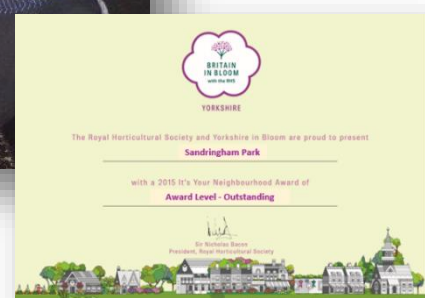 BRITAIN
IN BLOOM
with the RHS
YORKSHIRE
The Royal Horticultural Society and Yorkshire in Bloom are proud to present
Sandringham Park
with a 2015 It's Your Neighbourhood Award of
Award Level - Outstanding
Sir Nicholas Bacon
President, Royal Horticultural Society